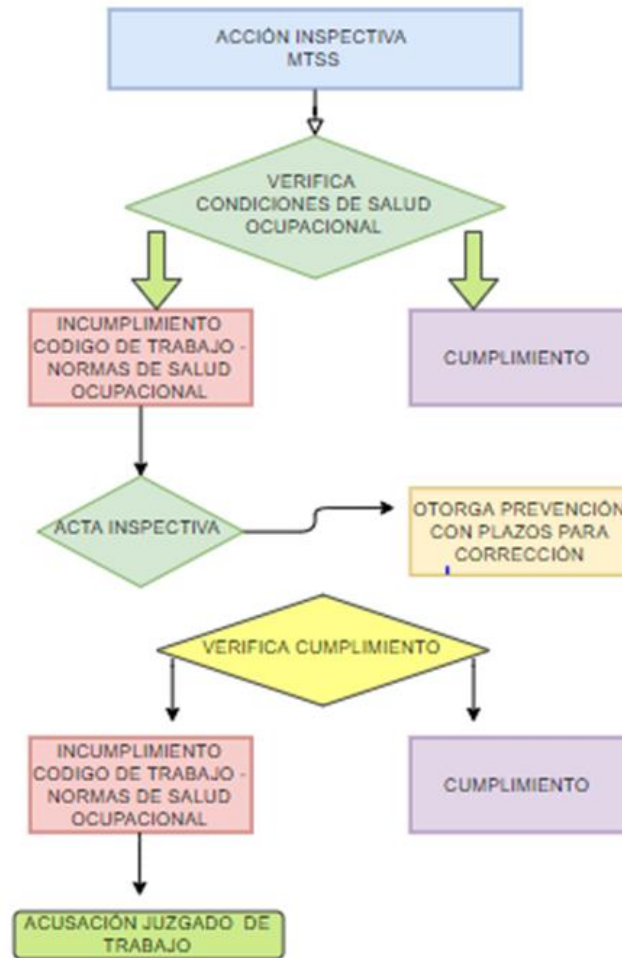 ACCIÓN INSPECTIVA
MTSS
VERIFICA
CONDICIONES DE SALUD
OCUPACIONAL
INCUMPLIMIENTO
CODIGO DE TRABAJO -
NORMAS DE SALUD
OCUPACIONAL
CUMPLIMIENTO
ACTA INSPECTIVA
OTORGA PREVENCIÓN
CON PLAZOS PARA
CORRECCIÓN
VERIFICA CUMPLIMIENTO
INCUMPLIMIENTO
CODIGO DE TRABAJO -
NORMAS DE SALUD
OCUPACIONAL
CUMPLIMIENTO
ACUSACIÓN JUZGADO DE
TRABAJO